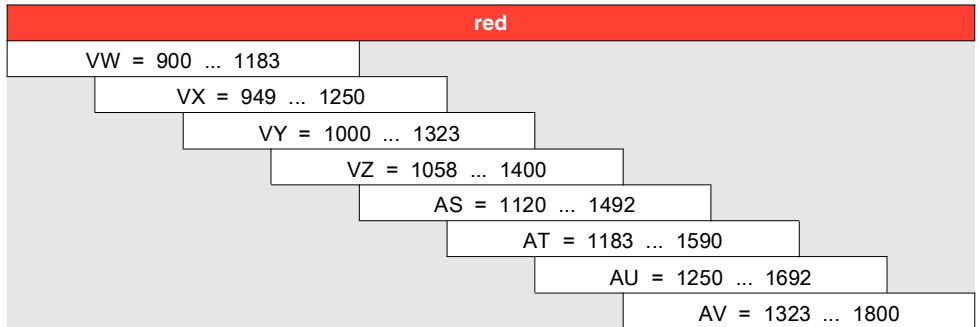 red
VW = 900 ... 1183
VX = 949 ... 1250
VY = 1000 ... 1323
VZ = 1058 ... 1400
AS = 1120 ... 1492
AT = 1183 ... 1590
AU = 1250 ... 1692
AV = 1323 ... 1800